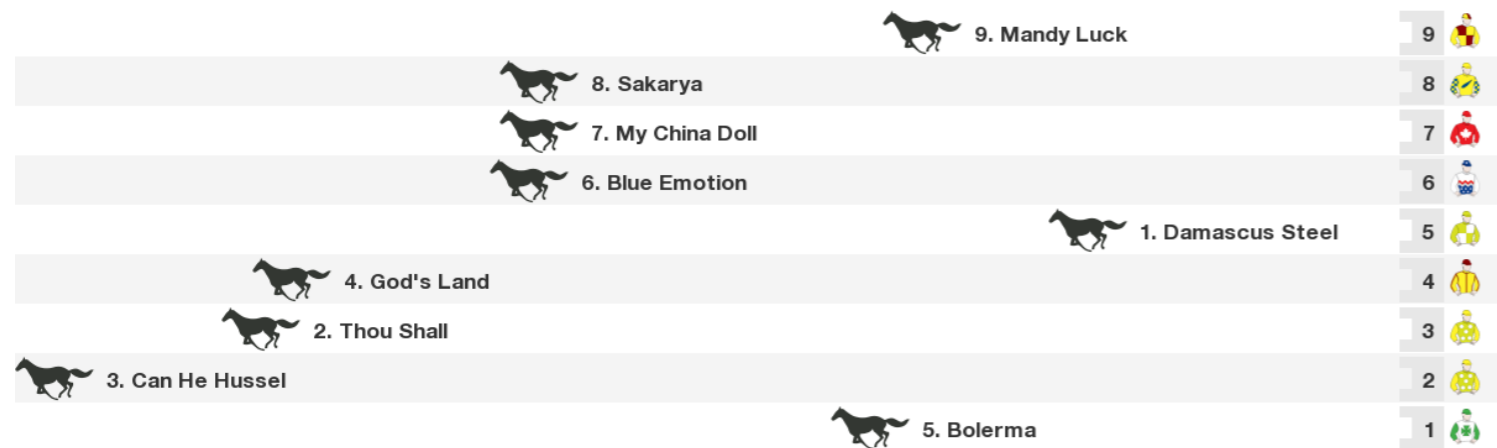 9. Mandy Luck 9
8. Sakarya 8
7. My China Doll 7
6. Blue Emotion 6
1. Damascus Steel 5
4. God's Land 4
2. Thou Shall 3
3. Can He Hussel 2
5. Bolerma 1